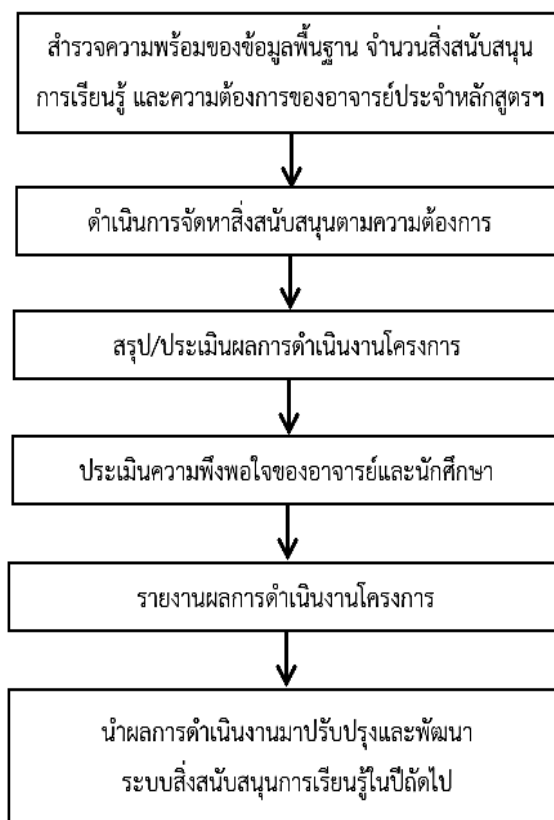 สำรวจความพร้อมของข้อมูลพื้นฐาน จำนวนสิ่งสนับสนุน
การเรียนรู้ และความต้องการของอาจารย์ประจำหลักสูตรฯ
ดำเนินการจัดหาสิ่งสนับสนุนตามความต้องการ
สรุป/ประเมินผลการดำเนินงานโครงการ
ประเมินความพึงพอใจของอาจารย์และนักศึกษา
รายงานผลการดำเนินงานโครงการ
นำผลการดำเนินงานมาปรับปรุงและพัฒนา
ระบบสิ่งสนับสนุนการเรียนรู้ในปีถัดไป